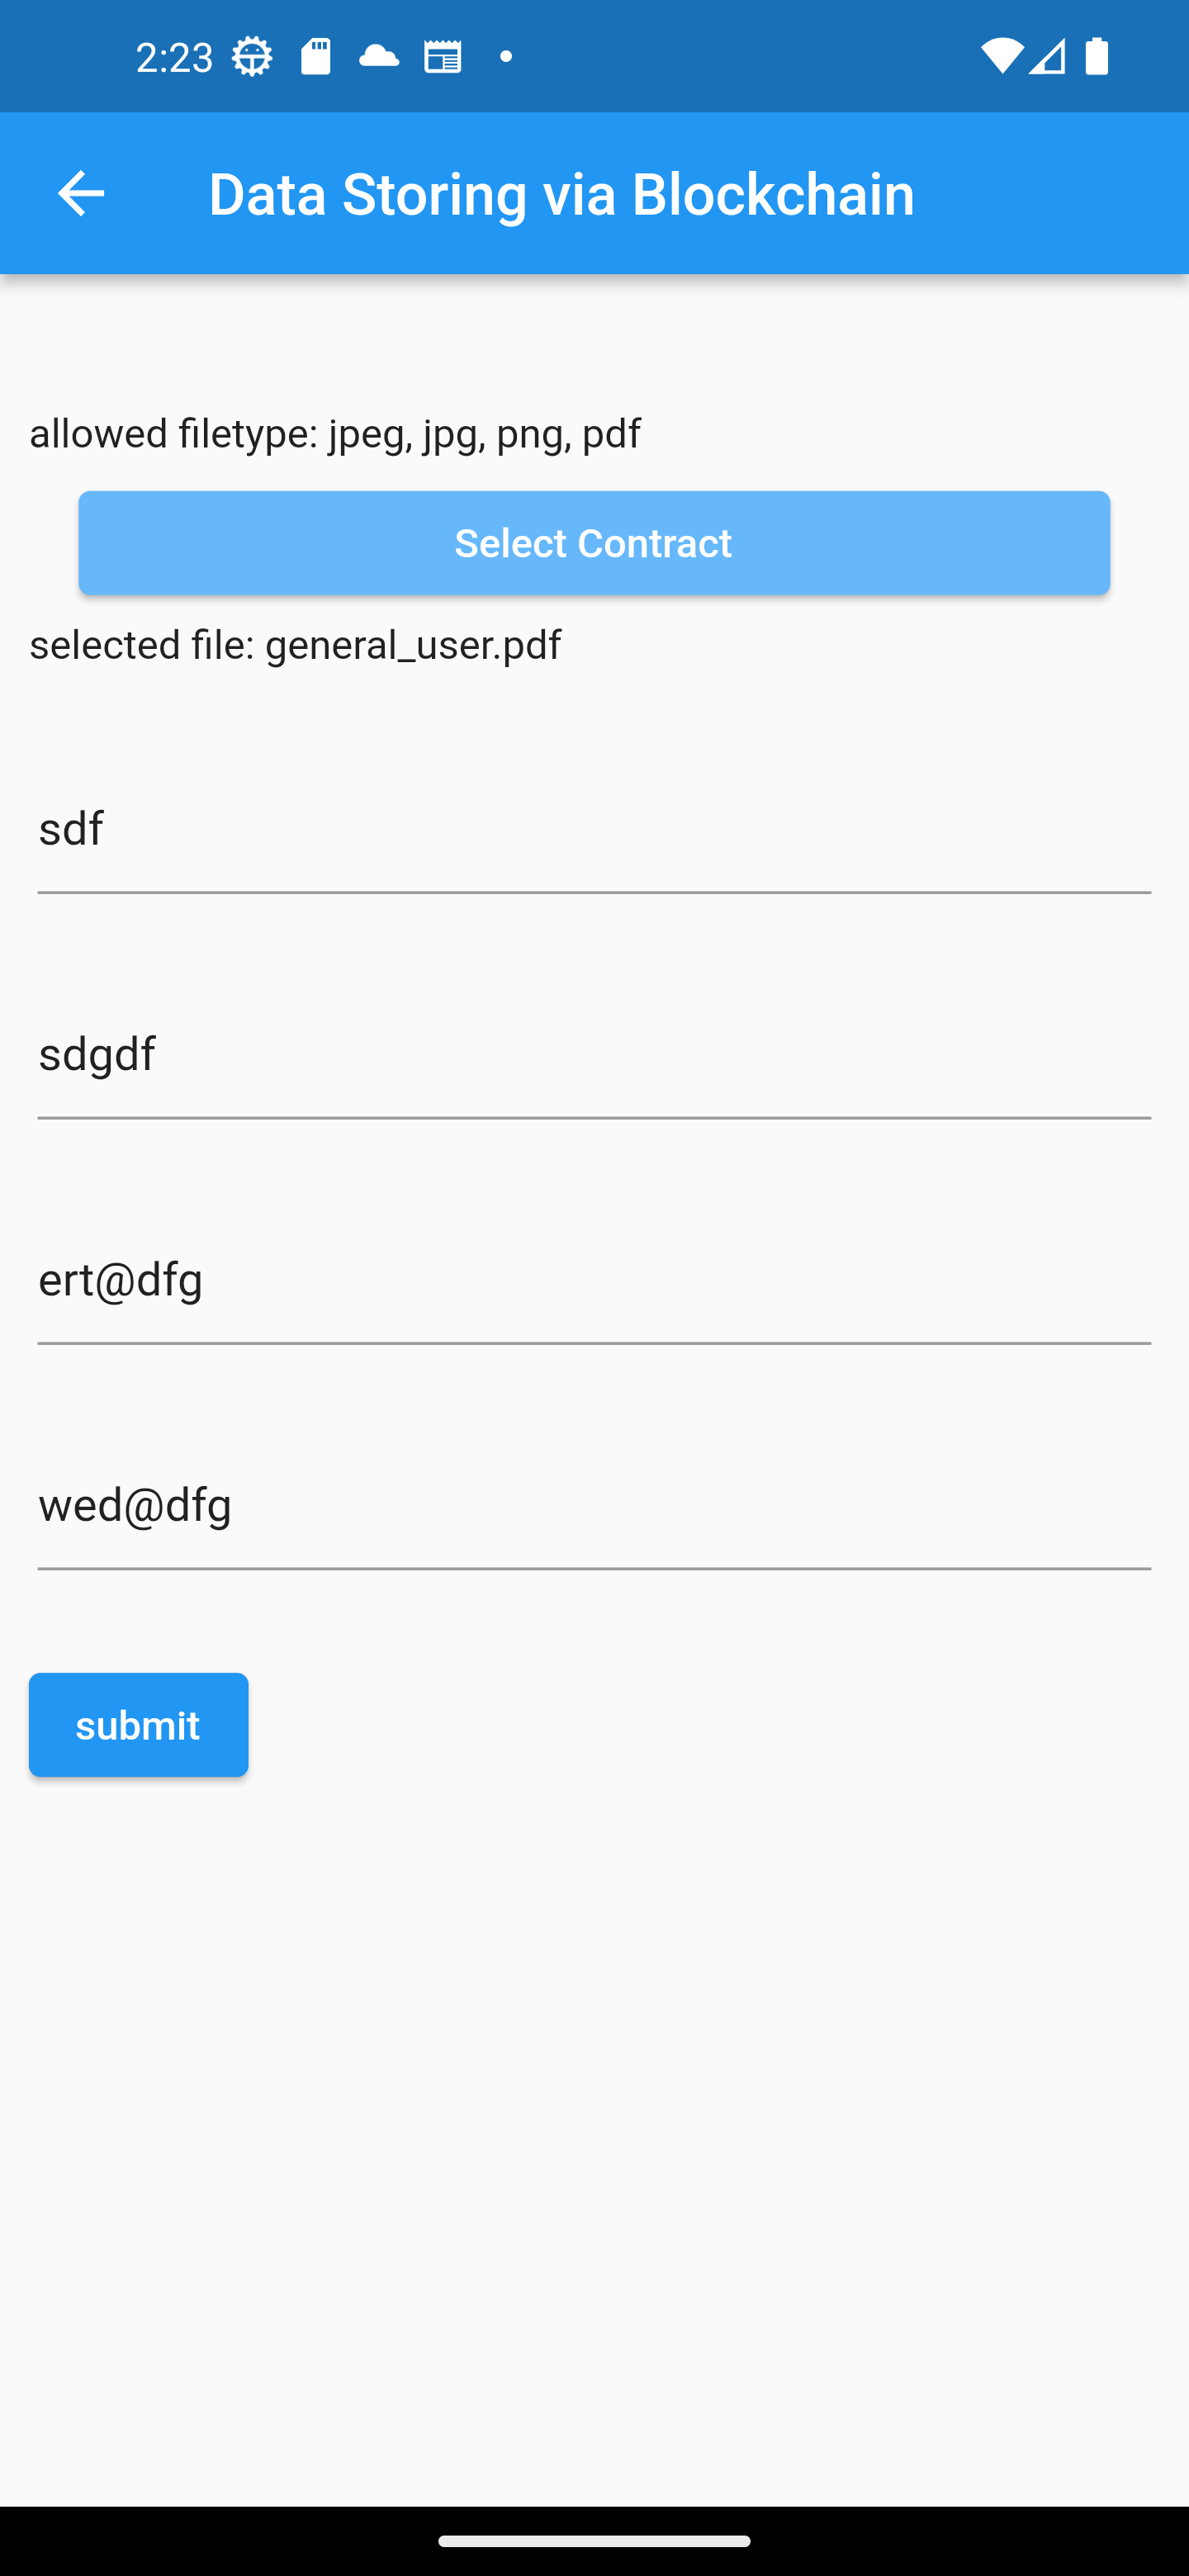 2:23
Data Storing via Blockchain
allowed filetype: jpeg, jpg, png, pdf
Select Contract
selected file: general_user.pdf
sdf
sdgdf
ert@dfg
wed@dfg
submit